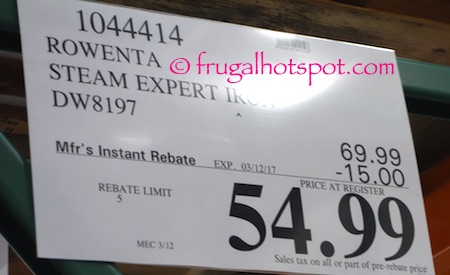 1044414
ROWENTA
© frugalhotspot.com
STEAM EXPERT IRON
DW8197
Mfr's Instant Rebate EXP. 03/12/17
69.99
-15.00
REBATE LIMIT
5
PRICE AT REGISTER
54.99
MEC 3/12
Sales tax on all or part of pre-rebate price